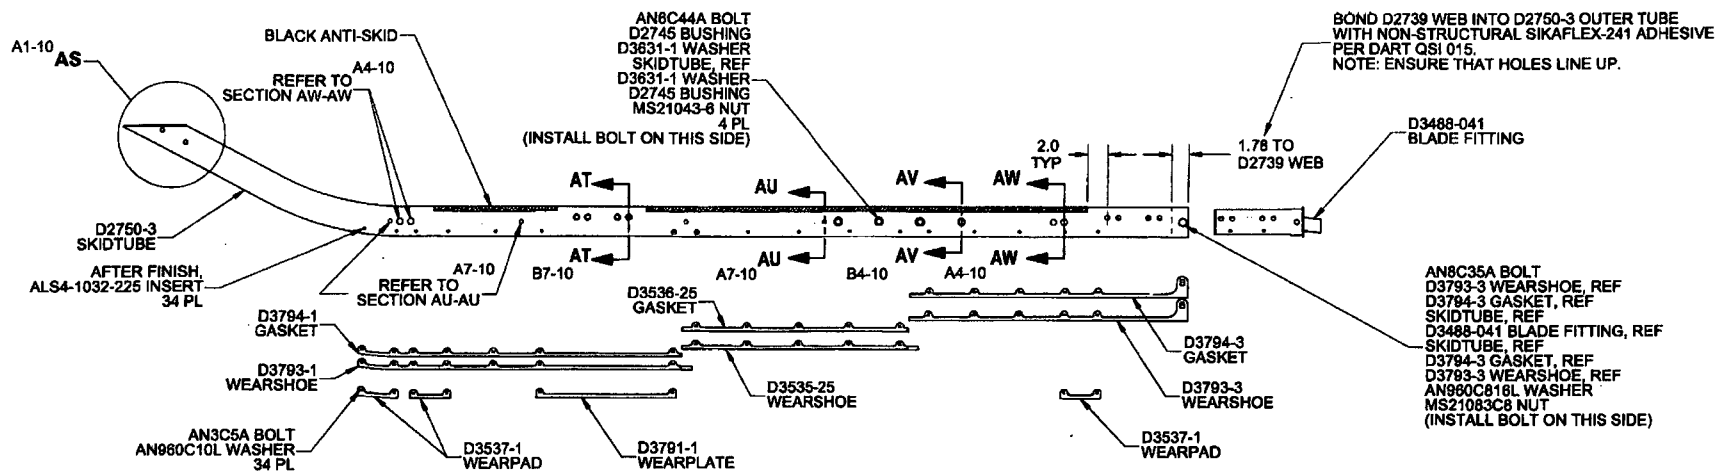 A1-10
AS
BLACK ANTI-SKID
A4-10
REFER TO
SECTION AW-AW
AN6C44A BOLT
D2745 BUSHING
D3631-1 WASHER
SKIDTUBE, REF
D3631-1 WASHER
D2745 BUSHING
MS21043-6 NUT
4 PL
(INSTALL BOLT ON THIS SIDE)
BOND D2739 WEB INTO D2750-3 OUTER TUBE
WITH NON-STRUCTURAL SIKAFLEX-241 ADHESIVE
PER DART QSI 015.
NOTE: ENSURE THAT HOLES LINE UP.
D3488-041
BLADE FITTING
2.0
TYP
1.78 TO
D2739 WEB
AT
AU
AV
AW
D2750-3
SKIDTUBE
AT
AU
AV
AW
AFTER FINISH,
ALS4-1032-225 INSERT
34 PL
A7-10
REFER TO
SECTION AU-AU
B7-10
A7-10
B4-10
A4-10
D3794-1
GASKET
D3536-25
GASKET
D3794-3
GASKET
D3793-1
WEARSHOE
D3535-25
WEARSHOE
D3793-3
WEARSHOE
AN8C35A BOLT
D3793-3 WEARSHOE, REF
D3794-3 GASKET, REF
SKIDTUBE, REF
D3488-041 BLADE FITTING, REF
SKIDTUBE, REF
D3794-3 GASKET, REF
D3793-3 WEARSHOE, REF
AN960C816L WASHER
MS21083C8 NUT
(INSTALL BOLT ON THIS SIDE)
AN3C5A BOLT
AN960C10L WASHER
34 PL
D3537-1
WEARPAD
D3791-1
WEARPLATE
D3537-1
WEARPAD